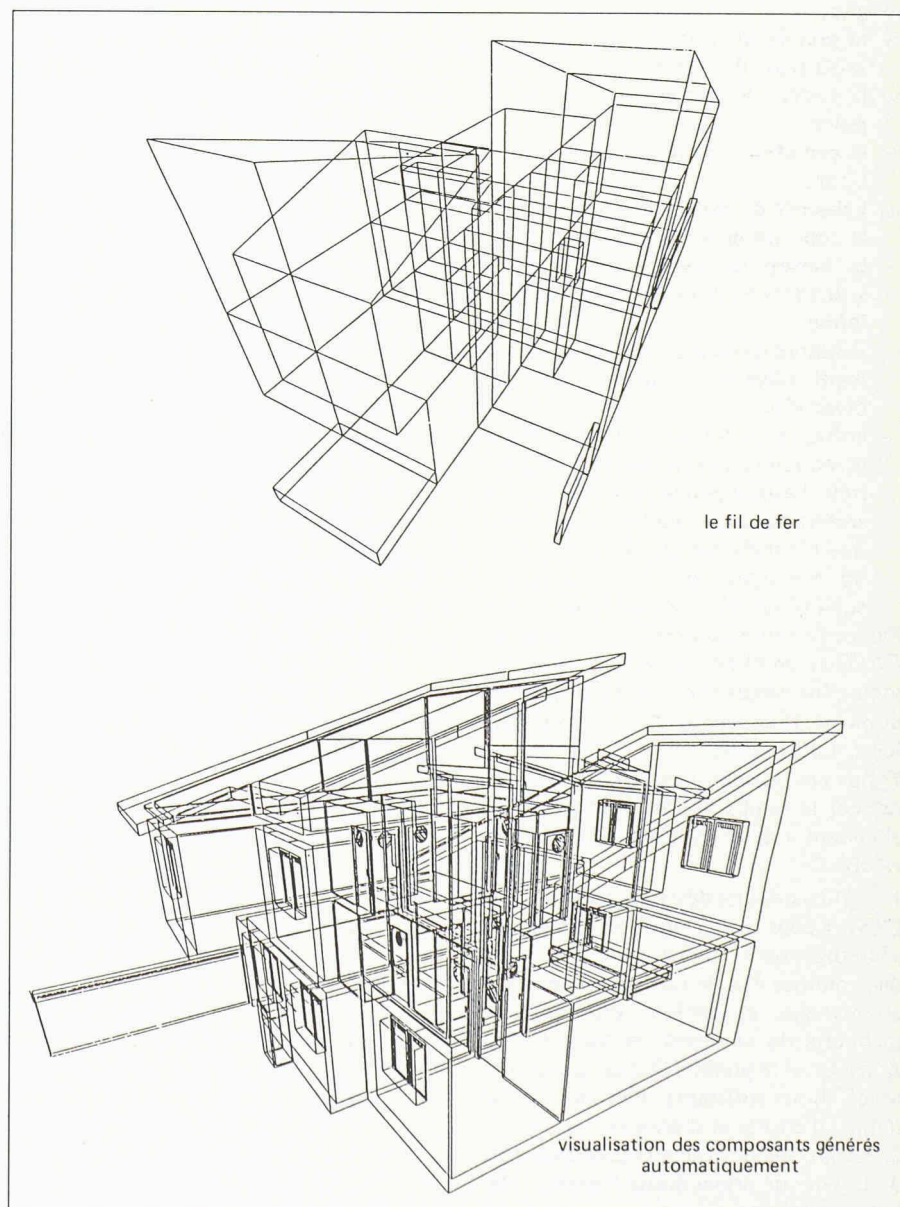 le fil de fer
visualisation des composants générés
automatiquement